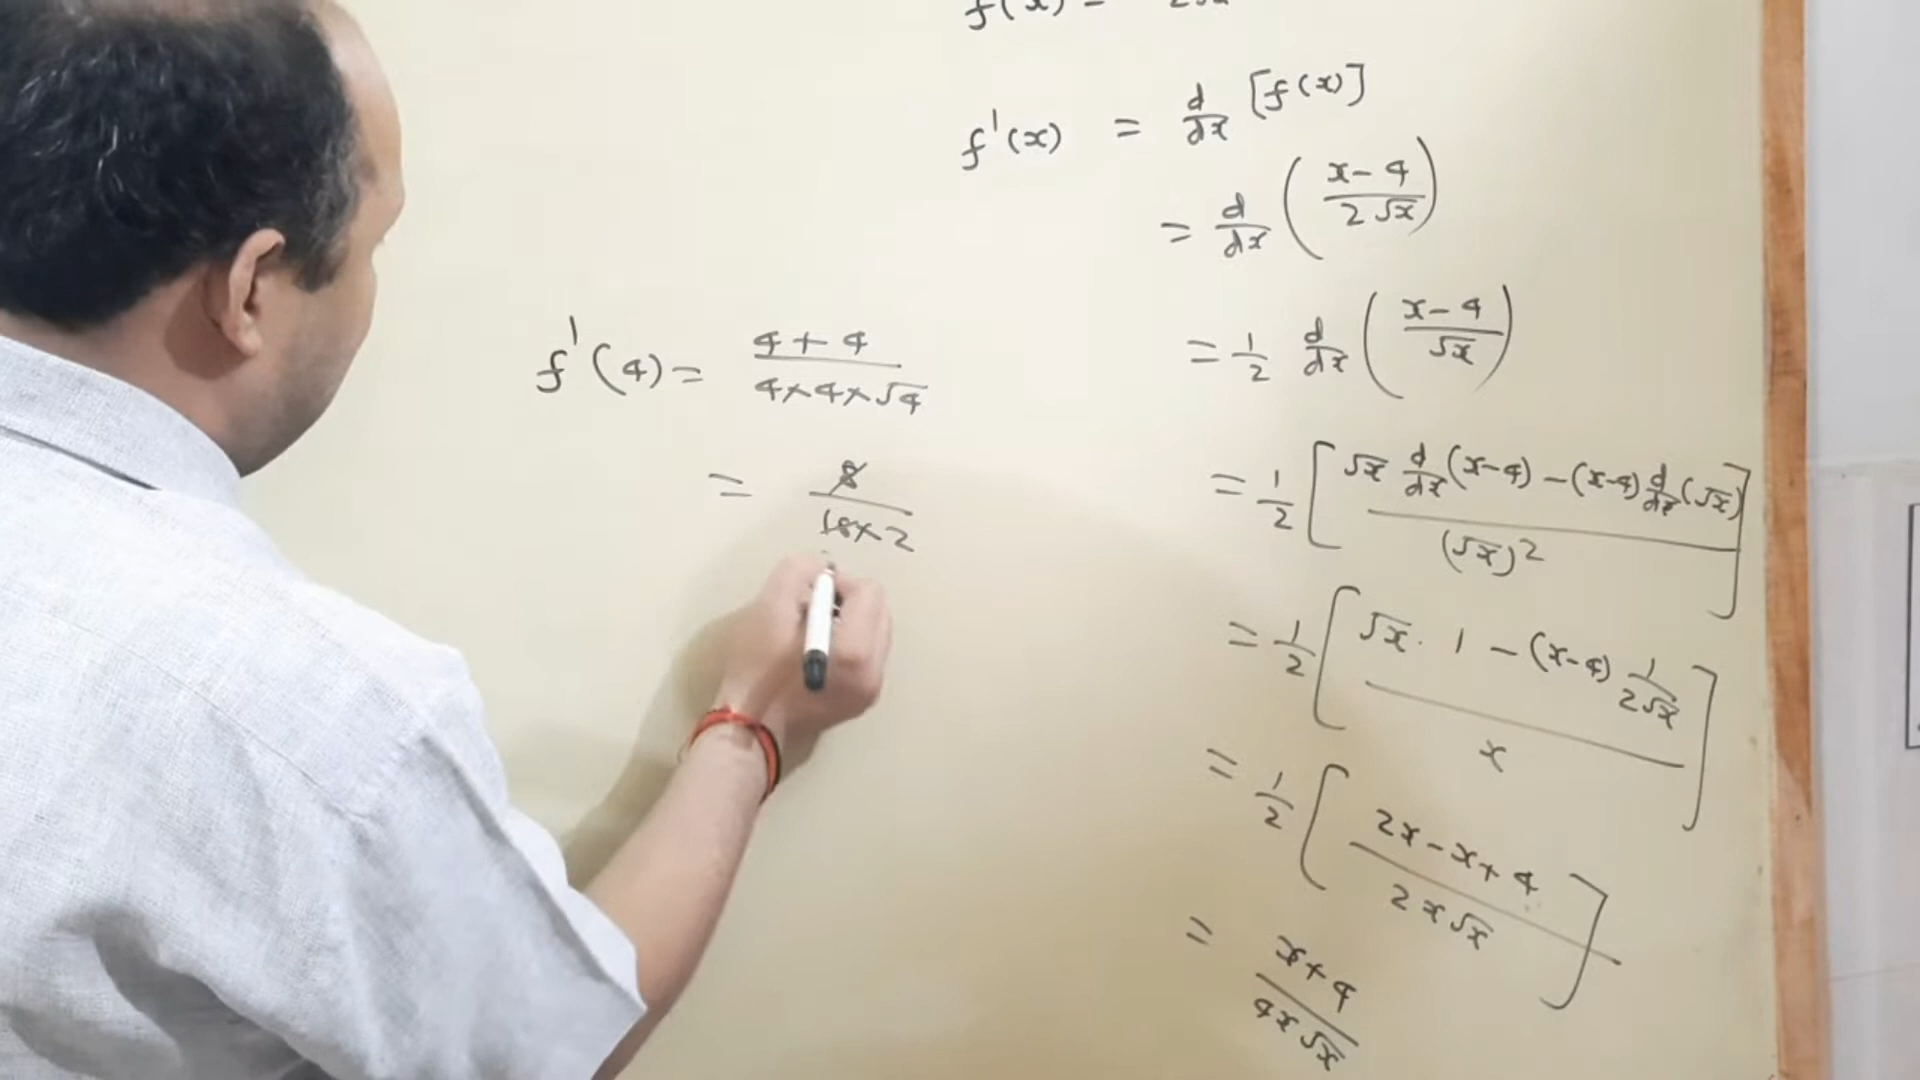 f(x) =
f'(x) = d/dx [f(x)]
= d/dx ( (x-4)/(2√x) )
= 1/2 d/dx ( (x-4)/√x )
= 1/2 [ (√x d/dx (x-4) - (x-4) d/dx (√x)) / (√x)² ]
= 1/2 [ (√x . 1 - (x-4) 1/(2√x)) / x ]
= 1/2 [ (2x-x+4) / (2x√x) ]
= (x+4)/(4x√x)
f'(4) = (4+4)/(4×4×√4)
= 8/(16×2)